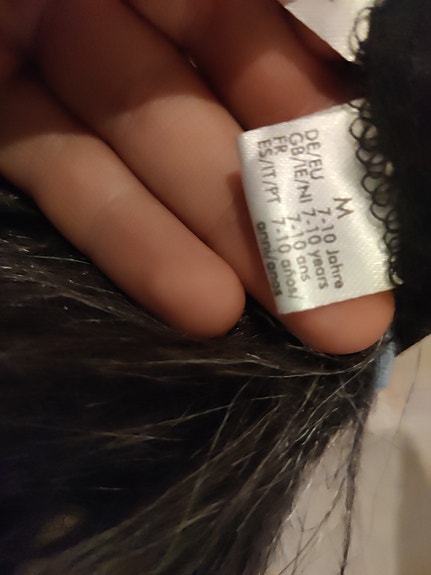 M
DE/EU 7-10 Jahre
GB/IE/NI 7-10 years
FR 7-10 ans
ES/IT/PT 7-10 años/
anni/anos